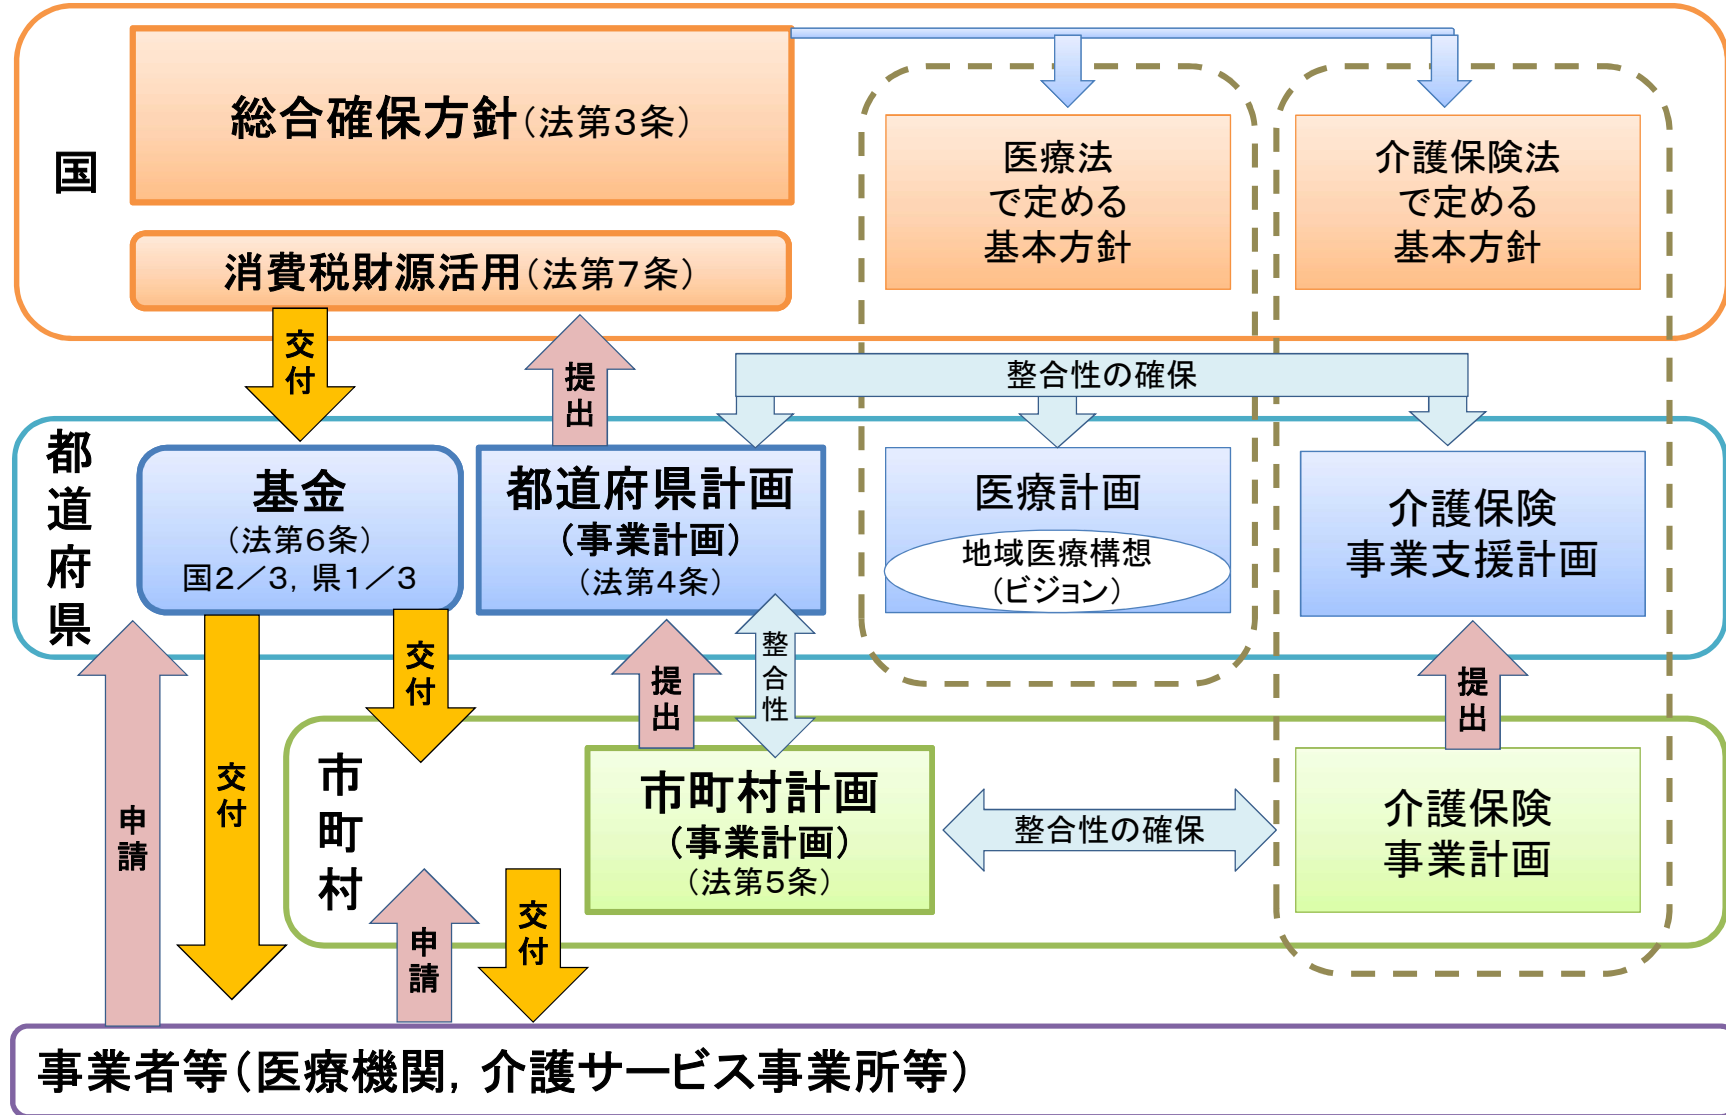 国
総合確保方針（法第３条）
消費税財源活用（法第７条）
医療法
で定める
基本方針
介護保険法
で定める
基本方針
交付
提出
整合性の確保
都道府県
基金
（法第６条）
国２／３，県１／３
都道府県計画
（事業計画）
（法第４条）
医療計画
地域医療構想
（ビジョン）
介護保険
事業支援計画
申請
交付
交付
提出
整合性
提出
市町村
市町村計画
（事業計画）
（法第５条）
整合性の確保
介護保険
事業計画
申請
交付
事業者等（医療機関，介護サービス事業所等）